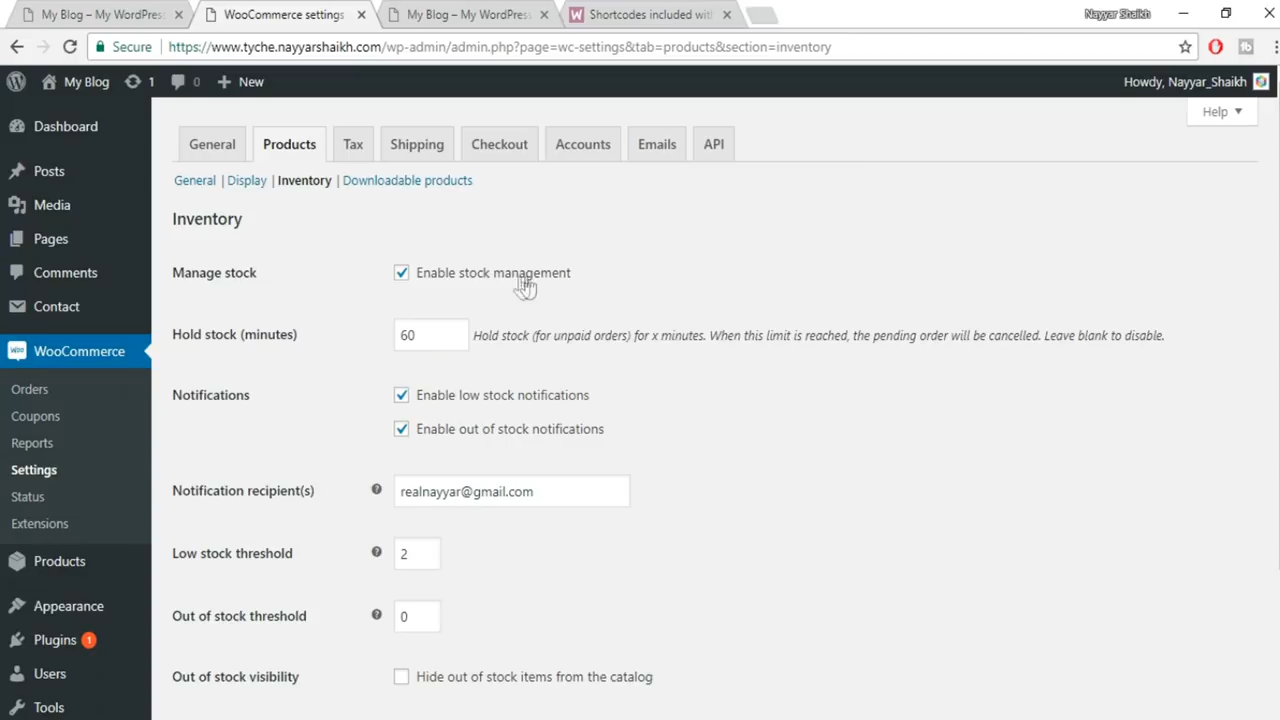 My Blog – My WordPres
WooCommerce settings
My Blog – My WordPres
Shortcodes included wit
Nayyar Shaikh
Secure
https://www.tyche.nayyarshaikh.com/wp-admin/admin.php?page=wc-settings&tab=products&section=inventory
My Blog
1
0
New
Howdy, Nayyar_Shaikh
Help
Dashboard
Posts
Media
Pages
Comments
Contact
WooCommerce
Orders
Coupons
Reports
Settings
Status
Extensions
Products
Appearance
Plugins 1
Users
Tools
General
Products
Tax
Shipping
Checkout
Accounts
Emails
API
General | Display | Inventory | Downloadable products
Inventory
Manage stock
Enable stock management
Hold stock (minutes)
60
Hold stock (for unpaid orders) for x minutes. When this limit is reached, the pending order will be cancelled. Leave blank to disable.
Notifications
Enable low stock notifications
Enable out of stock notifications
Notification recipient(s)
realnayyar@gmail.com
Low stock threshold
2
Out of stock threshold
0
Out of stock visibility
Hide out of stock items from the catalog